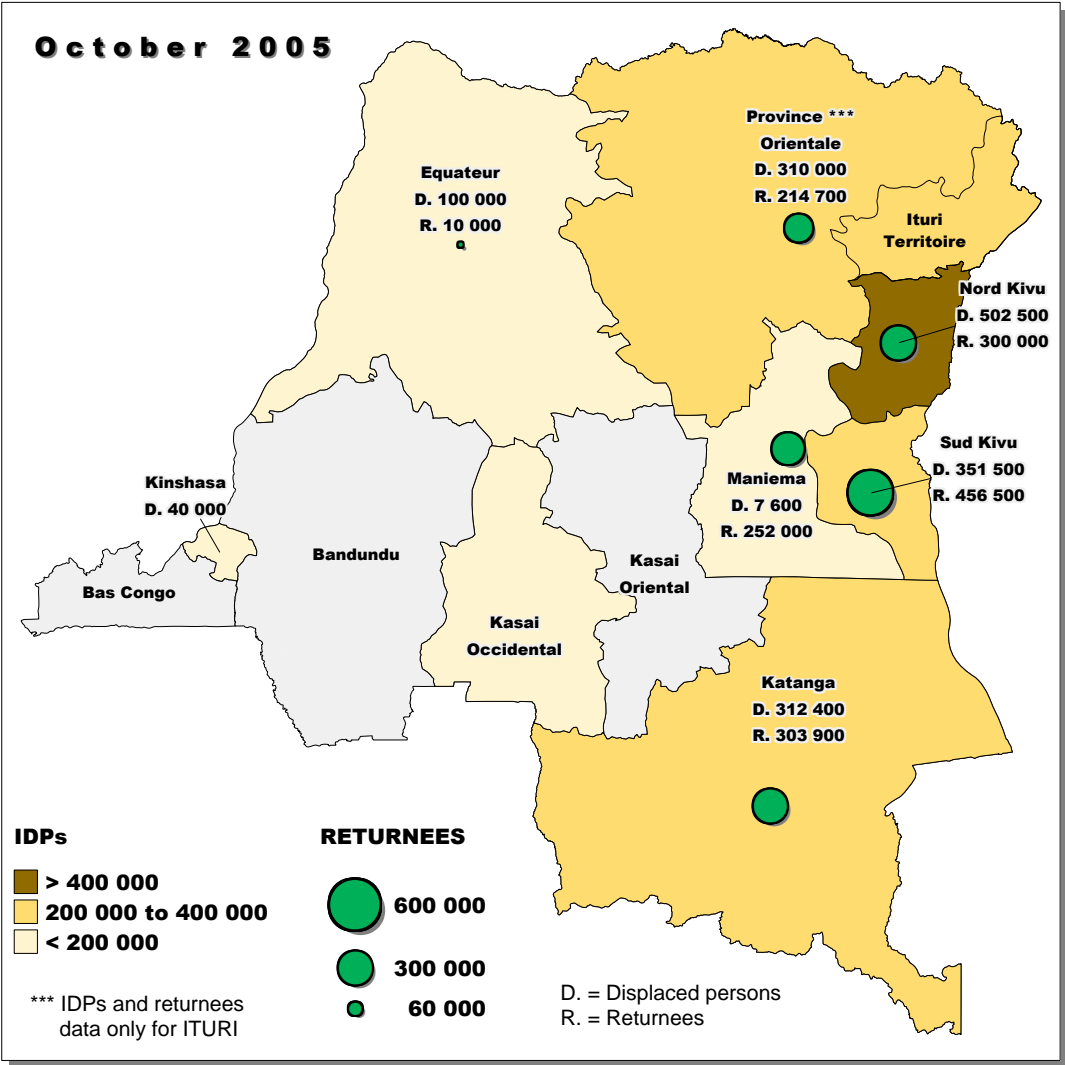 October 2005
Province ***
Orientale
D. 310 000
R. 214 700
Equateur
D. 100 000
R. 10 000
Ituri
Territoire
Nord Kivu
D. 502 500
R. 300 000
Sud Kivu
D. 351 500
R. 456 500
Kinshasa
D. 40 000
Maniema
D. 7 600
R. 252 000
Bandundu
Bas Congo
Kasai
Oriental
Kasai
Occidental
Katanga
D. 312 400
R. 303 900
IDPs
> 400 000
200 000 to 400 000
< 200 000
*** IDPs and returnees
data only for ITURI
RETURNEES
600 000
300 000
60 000
D. = Displaced persons
R. = Returnees